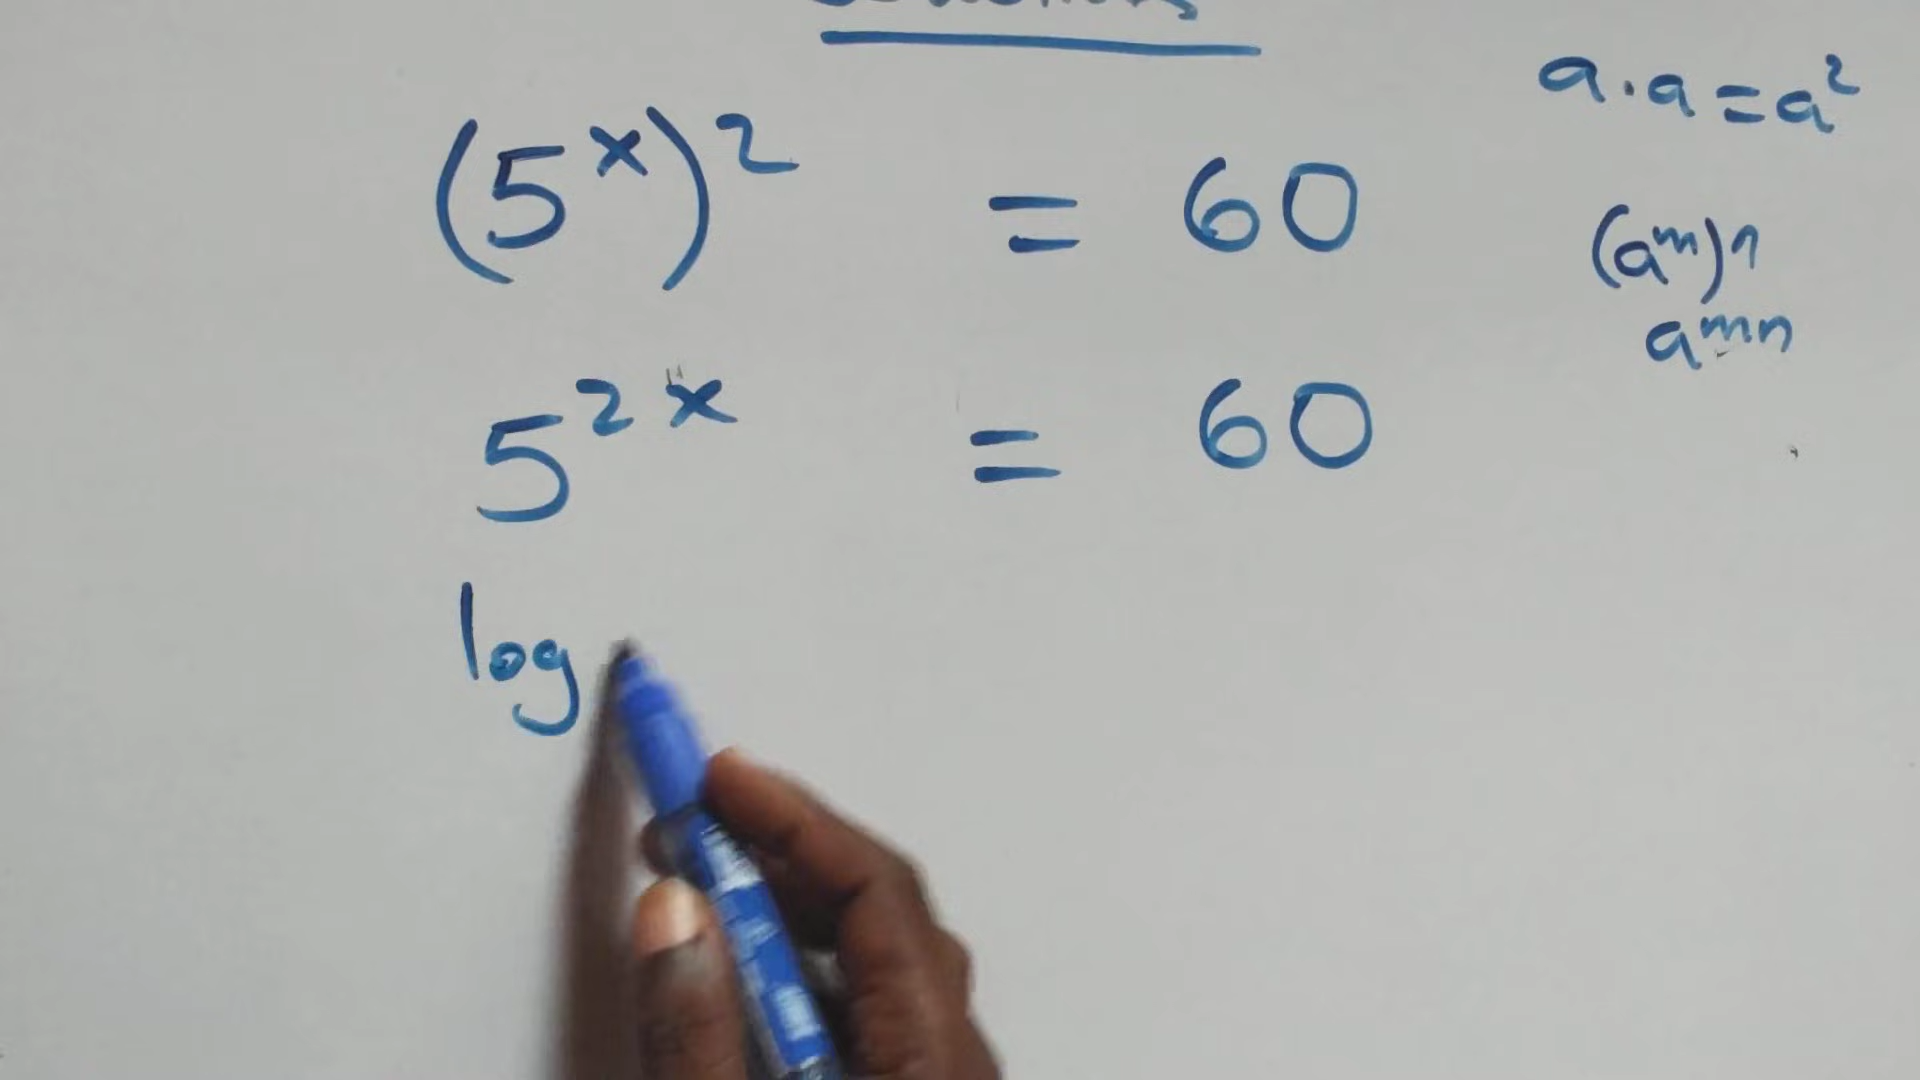 (5^x)^2 = 60
5^2x = 60
log
a.a=a^2
(a^m)^n
a^mn